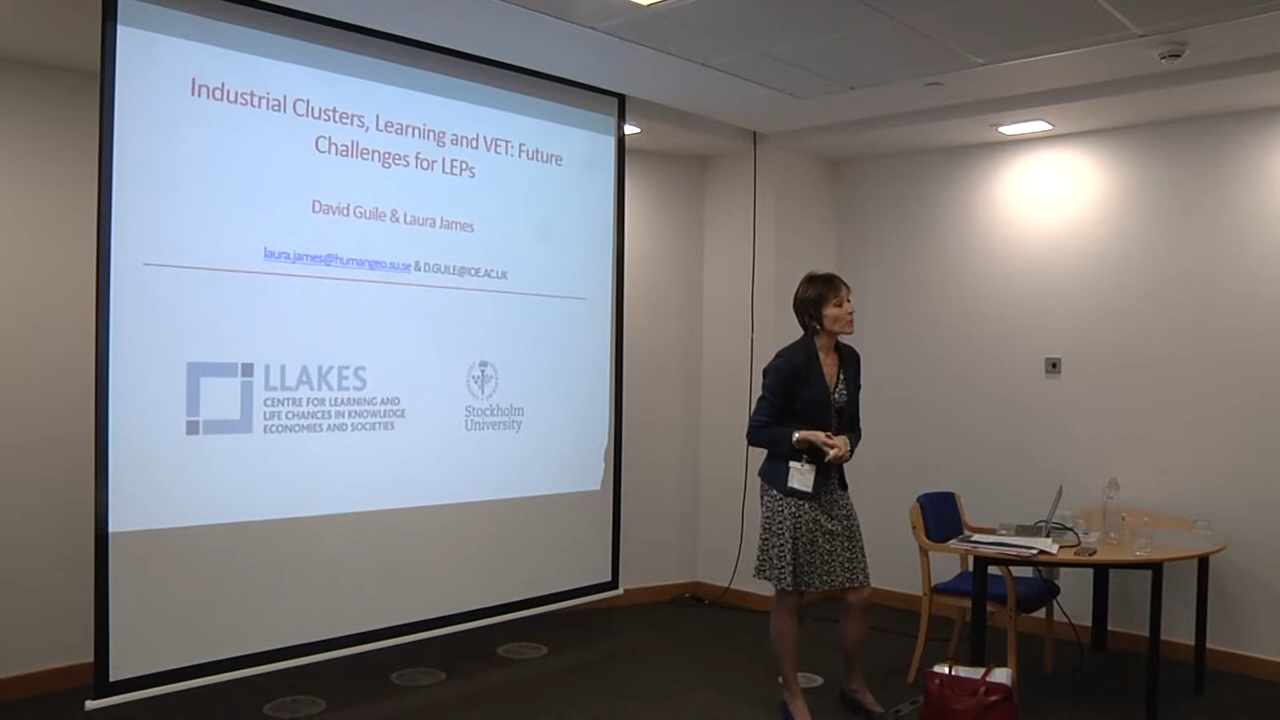 Industrial Clusters, Learning and VET: Future
Challenges for LEPs
David Guile & Laura James
laura.james@humangeo.su.se & D.GUILE@IOE.AC.UK
LLAKES
CENTRE FOR LEARNING AND
LIFE CHANCES IN KNOWLEDGE
ECONOMIES AND SOCIETIES
Stockholm
University